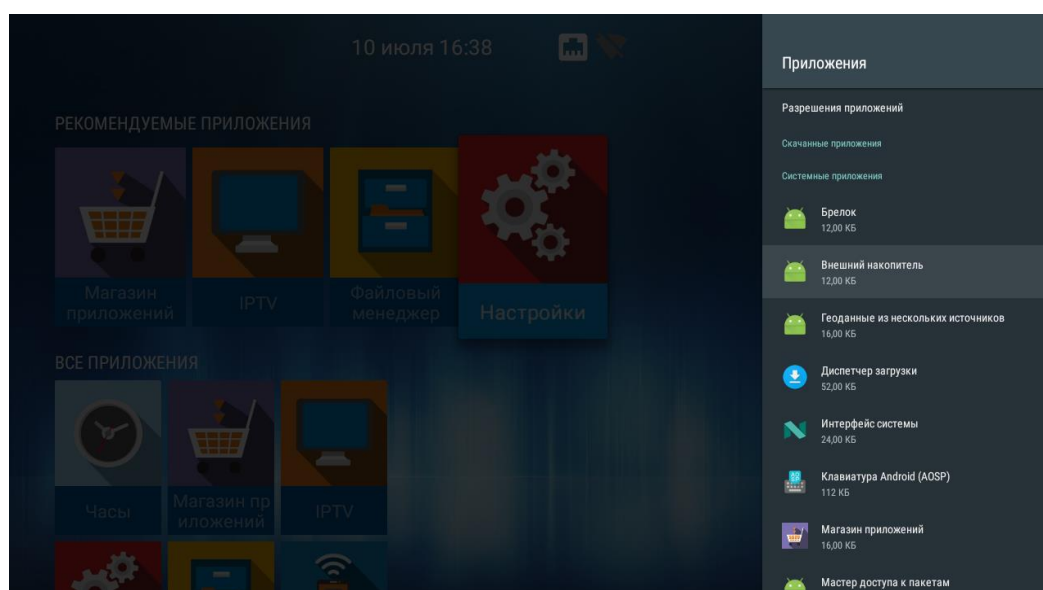 10 июля 16:38
РЕКОМЕНДУЕМЫЕ ПРИЛОЖЕНИЯ
Магазин
приложений
IPTV
Файловый
менеджер
Настройки
ВСЕ ПРИЛОЖЕНИЯ
Часы
Магазин пр
иложений
IPTV
Приложения
Разрешения приложений
Скачанные приложения
Системные приложения
Брелок
12,00 КБ
Внешний накопитель
12,00 КБ
Геоданные из нескольких источников
16,00 КБ
Диспетчер загрузки
52,00 КБ
Интерфейс системы
24,00 КБ
Клавиатура Android (AOSP)
112 КБ
Магазин приложений
16,00 КБ
Мастер доступа к пакетам